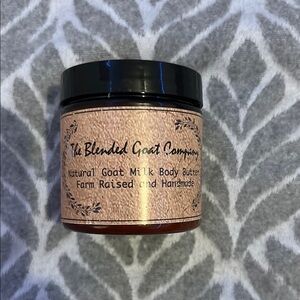 The Blended Goat Company
Natural Goat Milk Body Butter
Farm Raised and Handmade